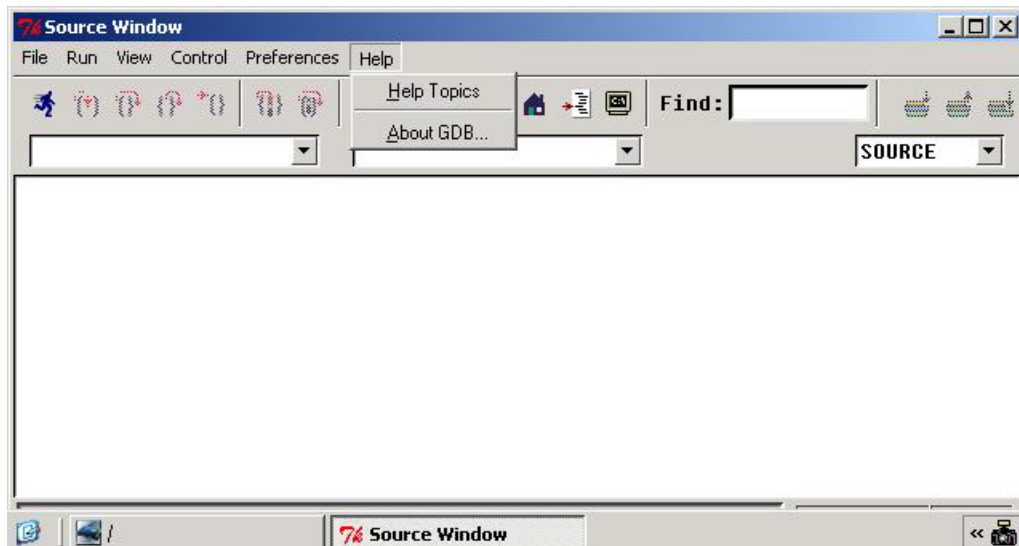 Source Window
File Run View Control Preferences Help
Help Topics
About GDB...
Find:
SOURCE
/
Source Window
«